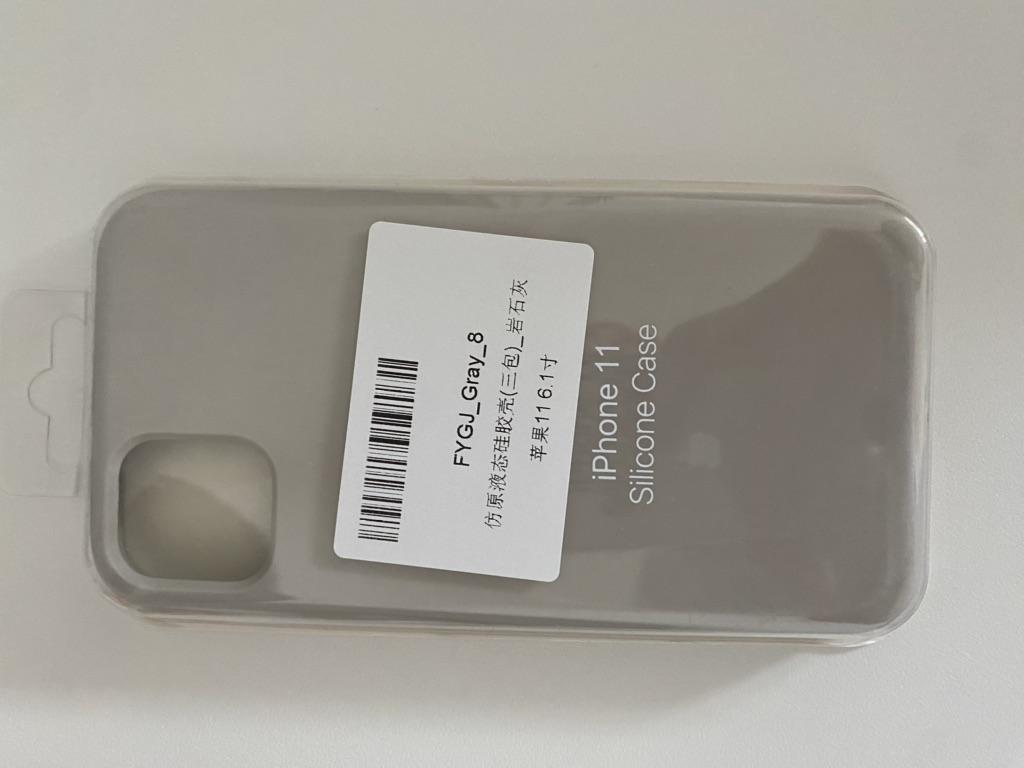 FYGJ_Gray_8
仿原液态硅胶壳(三包)_岩石灰
苹果11 6.1寸
iPhone 11
Silicone Case